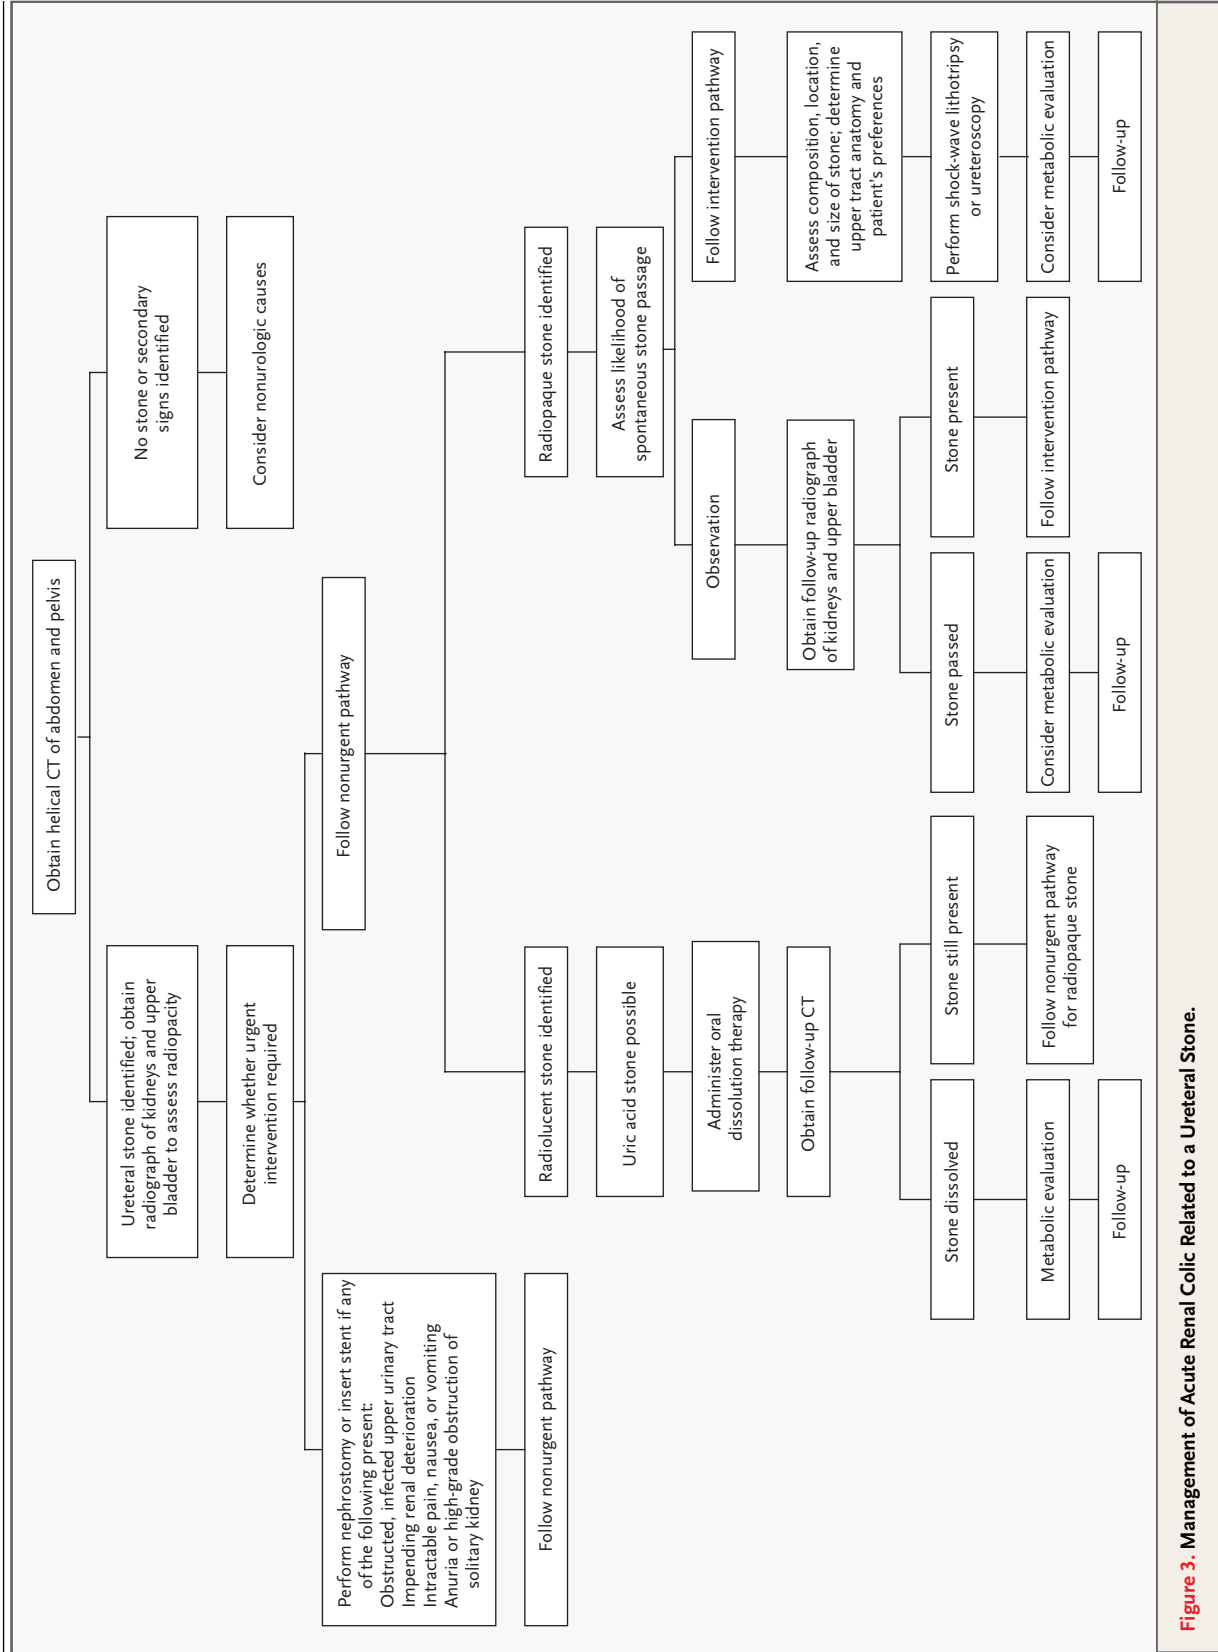 Obtain helical CT of abdomen and pelvis
Ureteral stone identified; obtain
radiograph of kidneys and upper
bladder to assess radiopacity
No stone or secondary
signs identified
Determine whether urgent
intervention required
Consider nonurologic causes
Perform nephrostomy or insert stent if any
of the following present:
Obstructed, infected upper urinary tract
Impending renal deterioration
Intractable pain, nausea, or vomiting
Anuria or high-grade obstruction of
solitary kidney
Follow nonurgent pathway
Follow nonurgent pathway
Radiolucent stone identified
Radiopaque stone identified
Uric acid stone possible
Assess likelihood of
spontaneous stone passage
Administer oral
dissolution therapy
Observation
Follow intervention pathway
Obtain follow-up CT
Obtain follow-up radiograph
of kidneys and upper bladder
Assess composition, location,
and size of stone; determine
upper tract anatomy and
patient's preferences
Stone dissolved
Stone still present
Stone passed
Stone present
Perform shock-wave lithotripsy
or ureteroscopy
Metabolic evaluation
Follow nonurgent pathway
for radiopaque stone
Consider metabolic evaluation
Follow intervention pathway
Consider metabolic evaluation
Follow-up
Follow-up
Follow-up
Figure 3. Management of Acute Renal Colic Related to a Ureteral Stone.